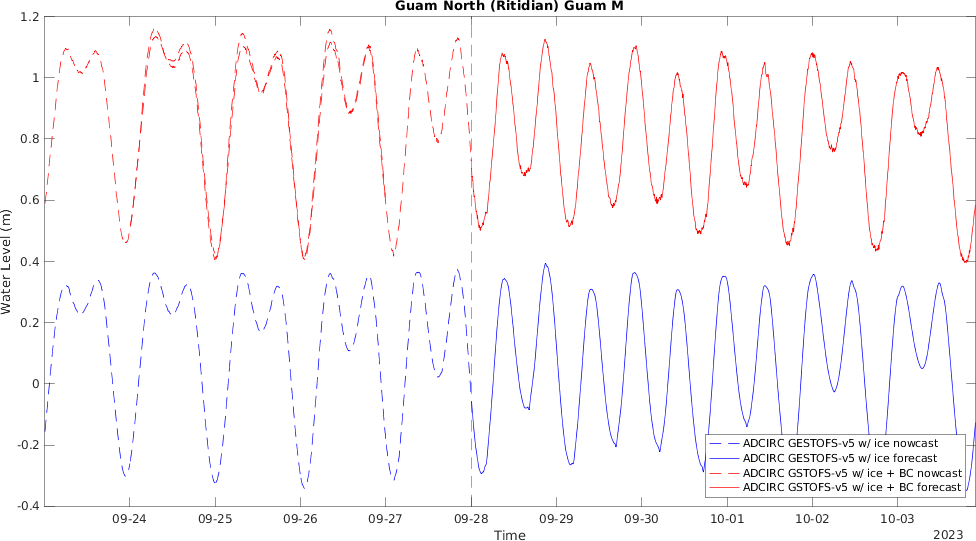 Guam North (Ritidian) Guam M
1.2
1
0.8
0.6
0.4
0.2
0
-0.2
-0.4
Water Level (m)
ADCIRC GESTOFS-v5 w/ ice nowcast
ADCIRC GESTOFS-v5 w/ ice forecast
ADCIRC GSTOFS-v5 w/ ice + BC nowcast
ADCIRC GSTOFS-v5 w/ ice + BC forecast
09-24 09-25 09-26 09-27 09-28 09-29 09-30 10-01 10-02 10-03
Time
2023